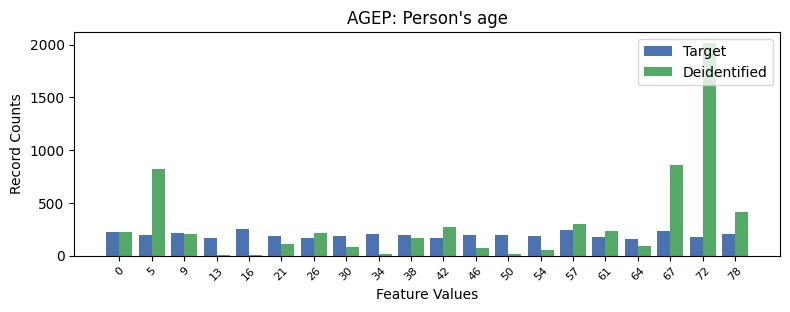 AGEP: Person's age
Target
Deidentified
2000
1500
1000
500
0
Record Counts
0 5 9 13 16 21 26 30 34 38 42 46 50 54 57 61 64 67 72 78
Feature Values